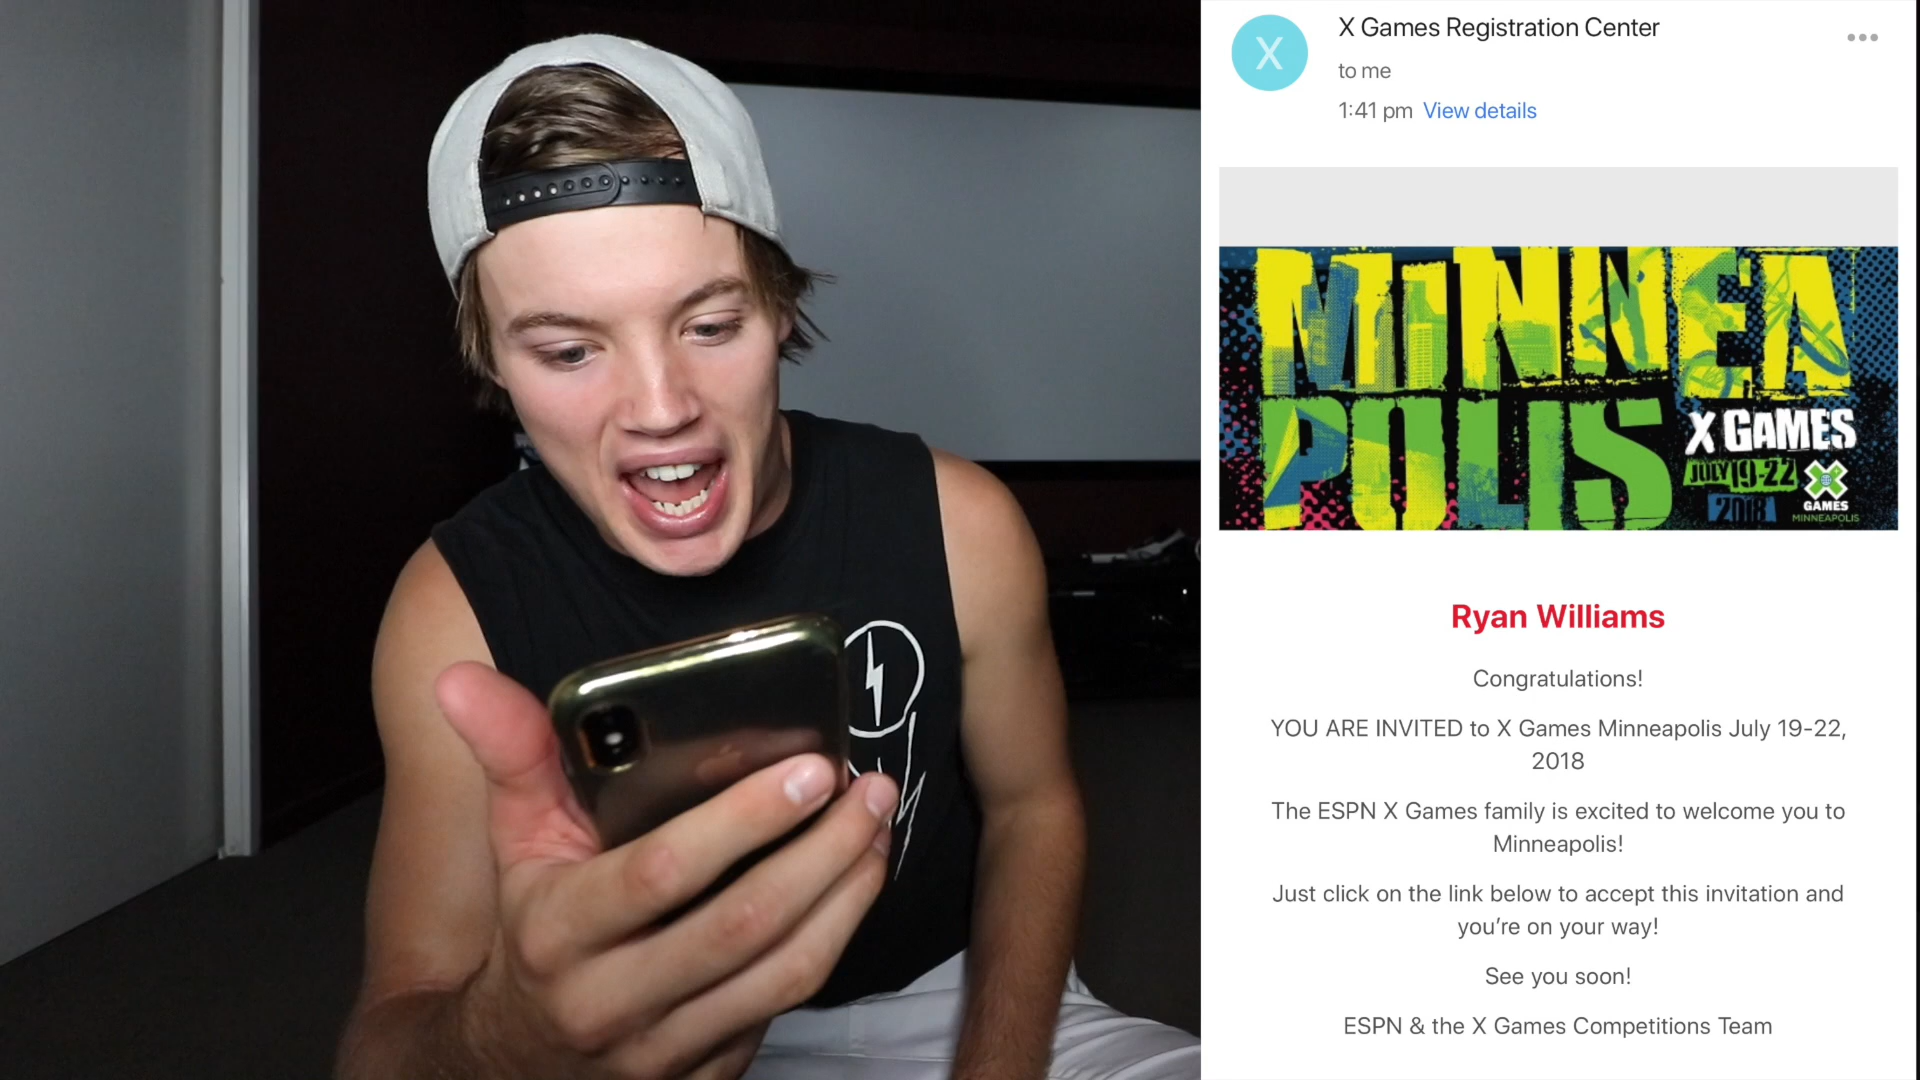 X Games Registration Center
X
to me
1:41 pm View details
MINNEA
POLIS
X GAMES
JULY 19-22
2018
X
GAMES
MINNEAPOLIS
Ryan Williams
Congratulations!
YOU ARE INVITED to X Games Minneapolis July 19-22,
2018
The ESPN X Games family is excited to welcome you to
Minneapolis!
Just click on the link below to accept this invitation and
you’re on your way!
See you soon!
ESPN & the X Games Competitions Team